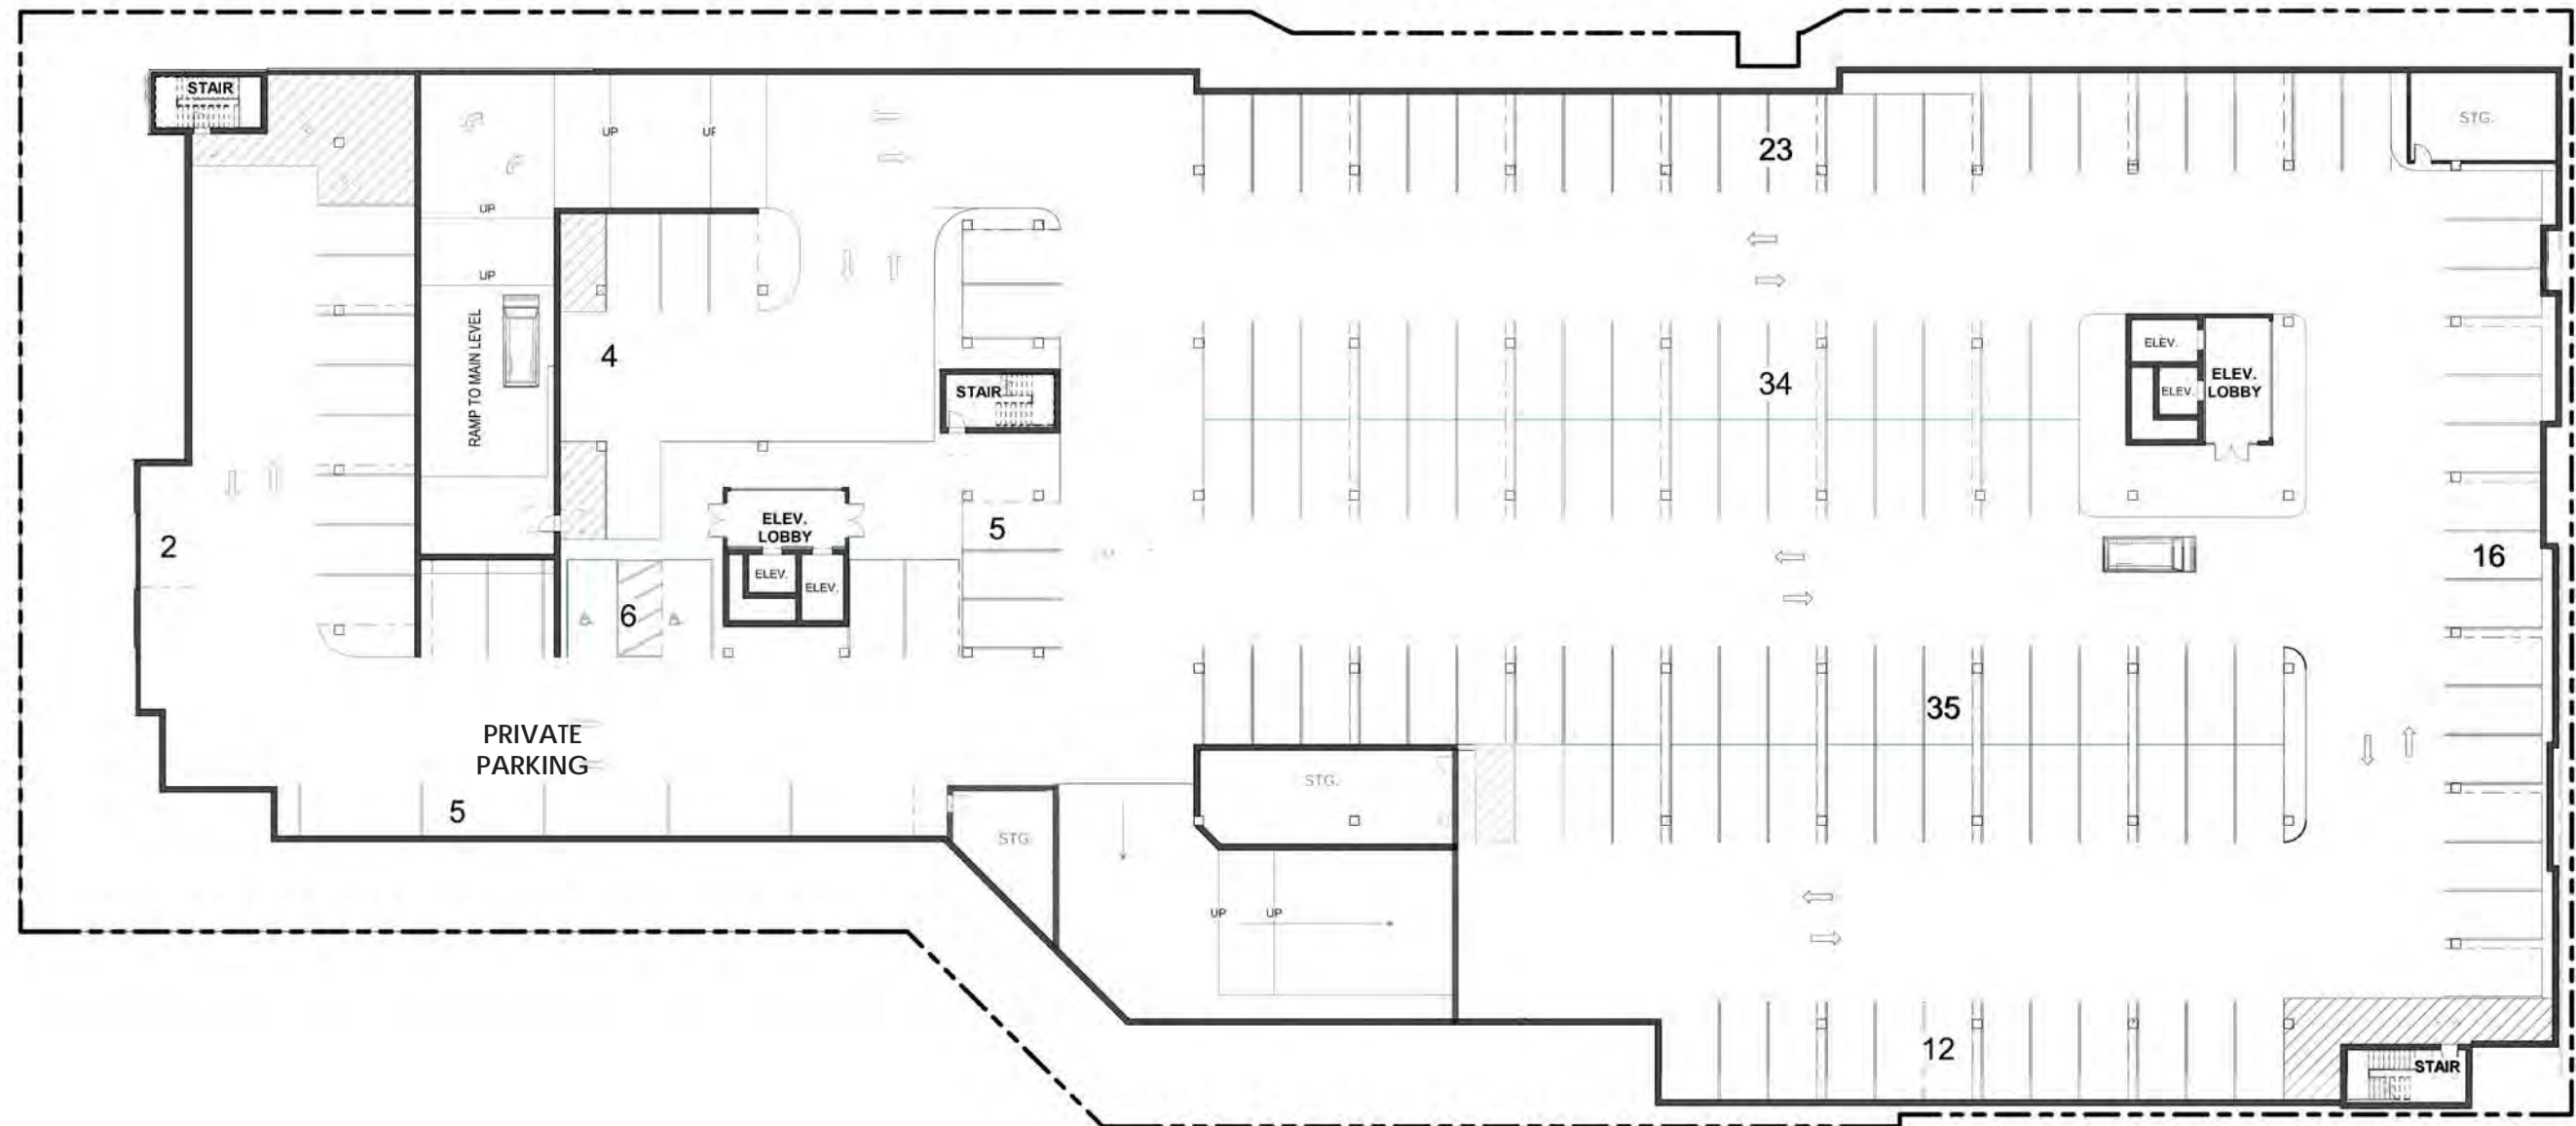 STAIR
STG.
UP
UP
23
UP
UP
RAMP TO MAIN LEVEL
4
34
ELEV.
ELEV.
ELEV.
LOBBY
STAIR
2
ELEV.
LOBBY
5
16
ELEV.
ELEV.
6
35
PRIVATE
PARKING
STG.
5
STG.
UP
UP
12
STAIR